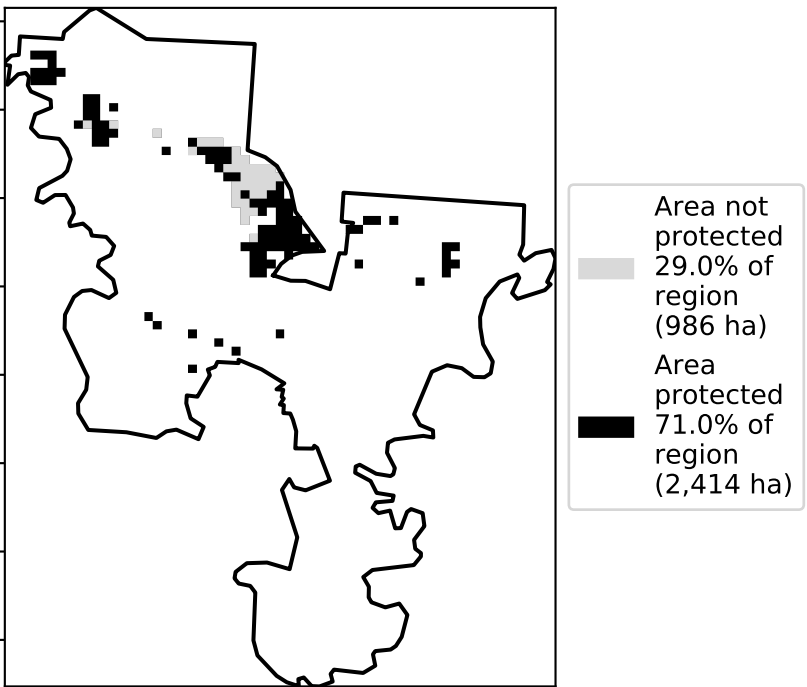 Area not
protected
29.0% of
region
(986 ha)
Area
protected
71.0% of
region
(2,414 ha)